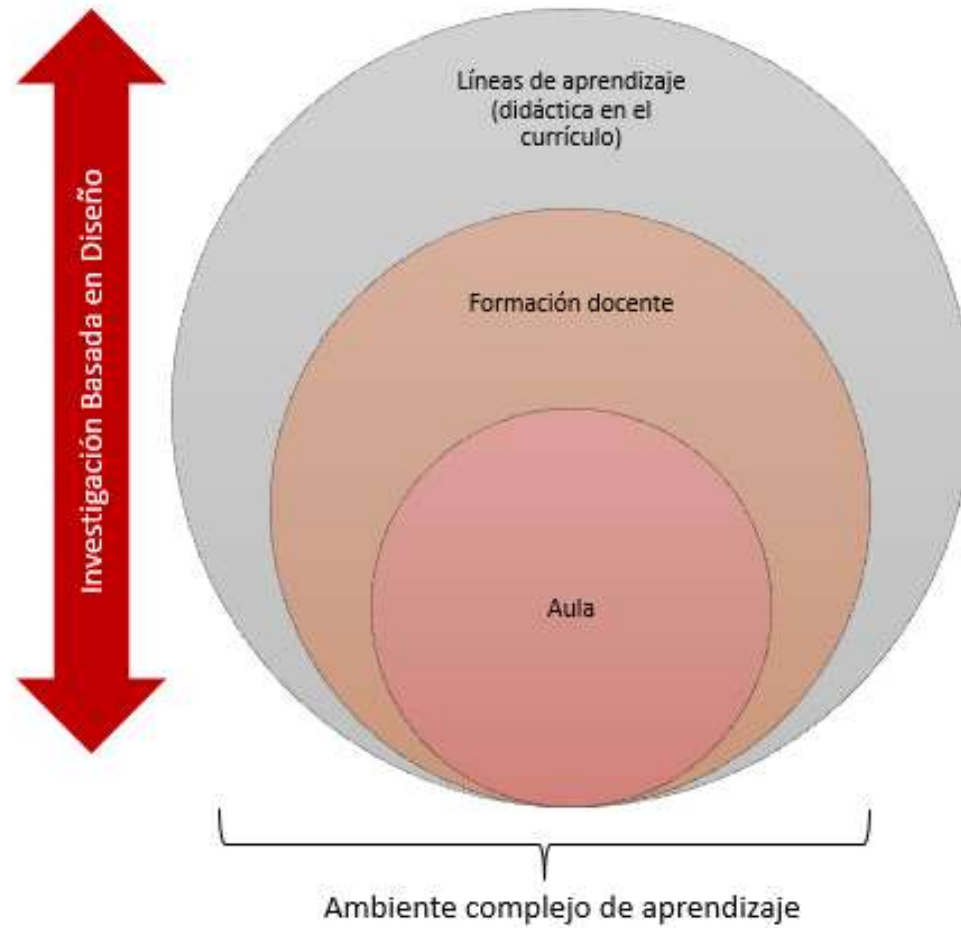 Líneas de aprendizaje
(didáctica en el
currículo)
Investigación Basada en Diseño
Formación docente
Aula
Ambiente complejo de aprendizaje